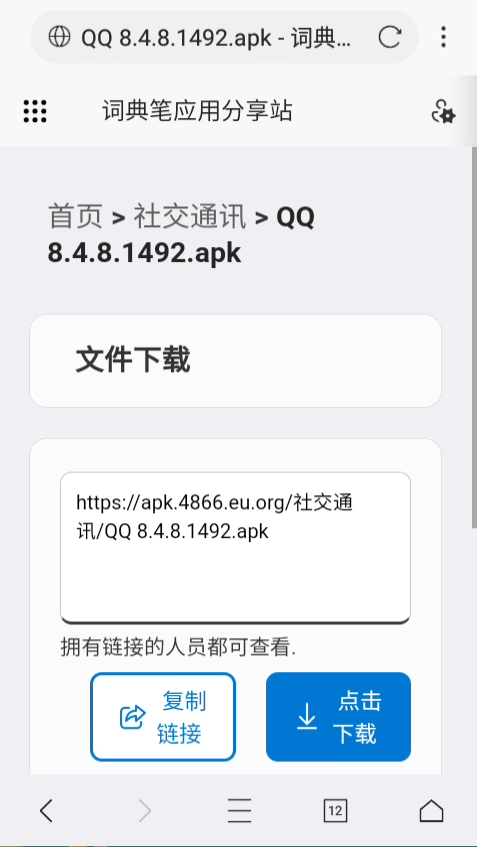 QQ 8.4.8.1492.apk - 词典...
词典笔应用分享站
首页 > 社交通讯 > QQ
8.4.8.1492.apk
文件下载
https://apk.4866.eu.org/社交通
讯/QQ 8.4.8.1492.apk
拥有链接的人员都可查看.
复制
链接
点击
下载
12